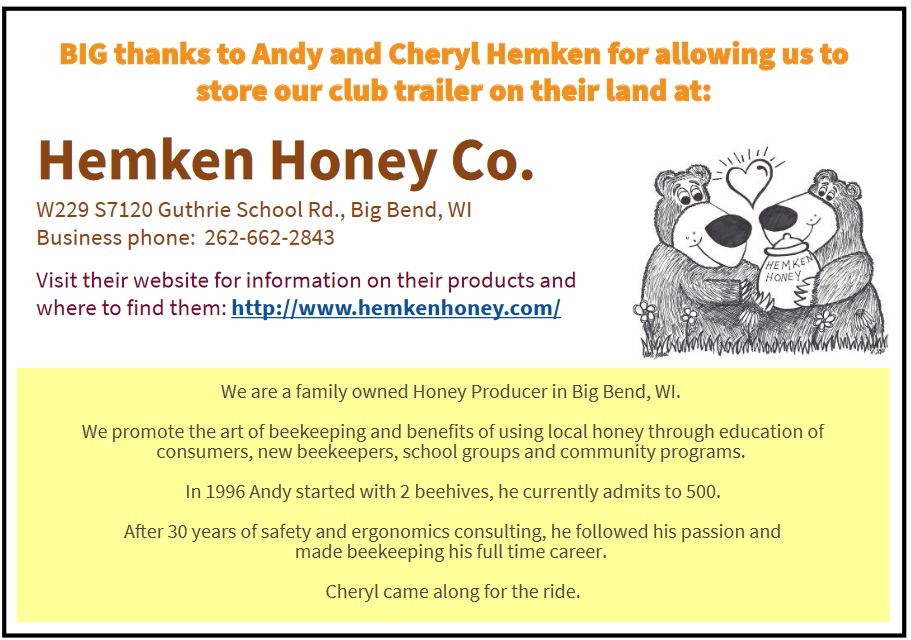 BIG thanks to Andy and Cheryl Hemken for allowing us to
store our club trailer on their land at:
Hemken Honey Co.
W229 S7120 Guthrie School Rd., Big Bend, WI
Business phone:  262-662-2843
Visit their website for information on their products and
where to find them: http://www.hemkenhoney.com/
HEMKEN
HONEY
We are a family owned Honey Producer in Big Bend, WI.
We promote the art of beekeeping and benefits of using local honey through education of
consumers, new beekeepers, school groups and community programs.
In 1996 Andy started with 2 beehives, he currently admits to 500.
After 30 years of safety and ergonomics consulting, he followed his passion and
made beekeeping his full time career.
Cheryl came along for the ride.